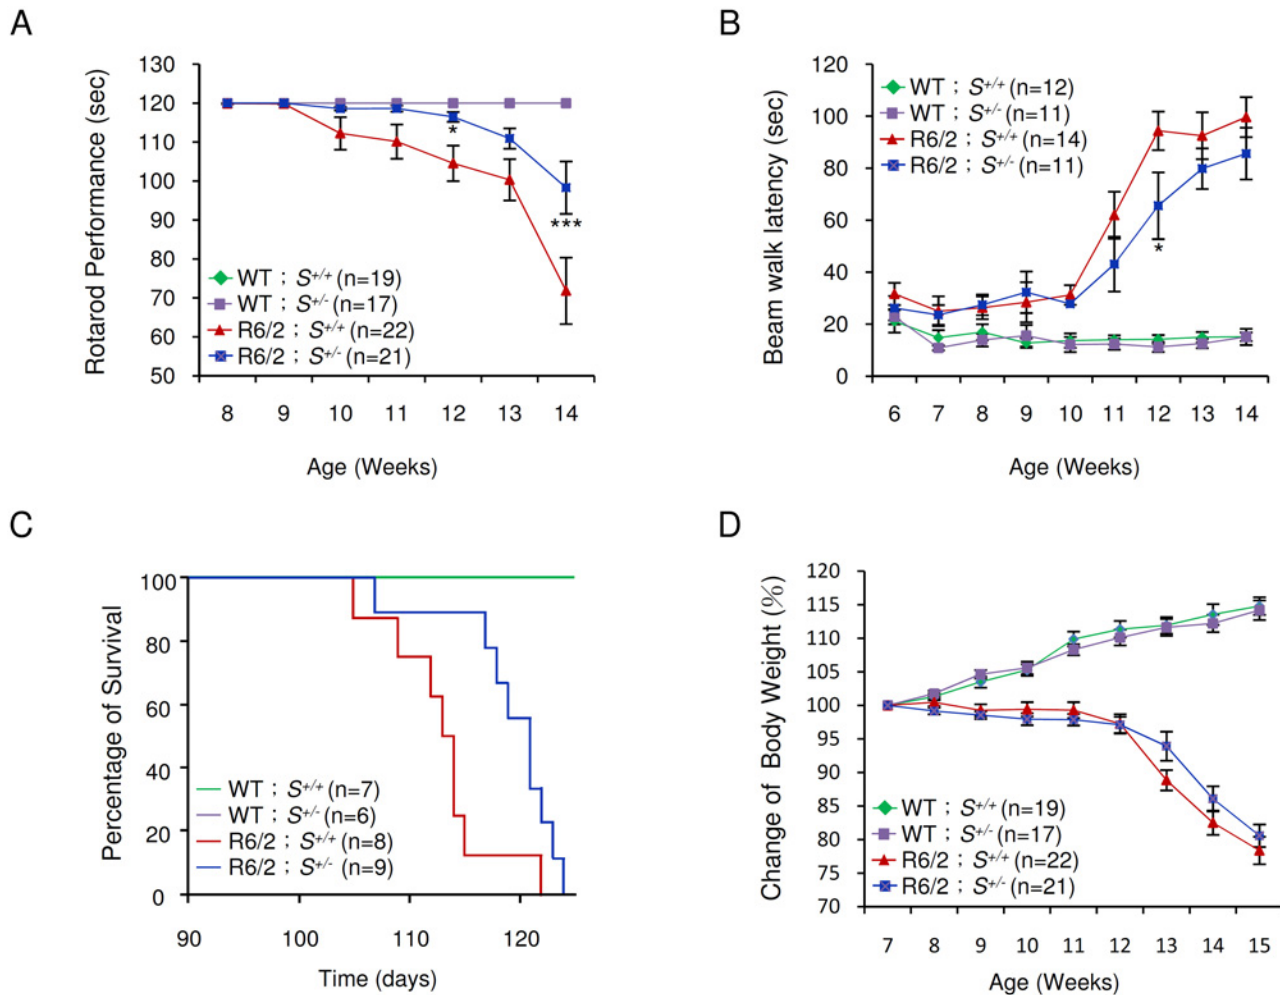 A
Rotarod Performance (sec)
130
120
110
100
90
80
70
60
50
*
***
WT ; S+/+ (n=19)
WT ; S+/- (n=17)
R6/2 ; S+/+ (n=22)
R6/2 ; S+/- (n=21)
8 9 10 11 12 13 14
Age (Weeks)
B
Beam walk latency (sec)
120
100
80
60
40
20
0
WT ; S+/+ (n=12)
WT ; S+/- (n=11)
R6/2 ; S+/+ (n=14)
R6/2 ; S+/- (n=11)
*
6 7 8 9 10 11 12 13 14
Age (Weeks)
C
Percentage of Survival
100
80
60
40
20
0
WT ; S+/+ (n=7)
WT ; S+/- (n=6)
R6/2 ; S+/+ (n=8)
R6/2 ; S+/- (n=9)
90 100 110 120
Time (days)
D
Change of Body Weight (%)
120
115
110
105
100
95
90
85
80
75
70
WT ; S+/+ (n=19)
WT ; S+/- (n=17)
R6/2 ; S+/+ (n=22)
R6/2 ; S+/- (n=21)
7 8 9 10 11 12 13 14 15
Age (Weeks)